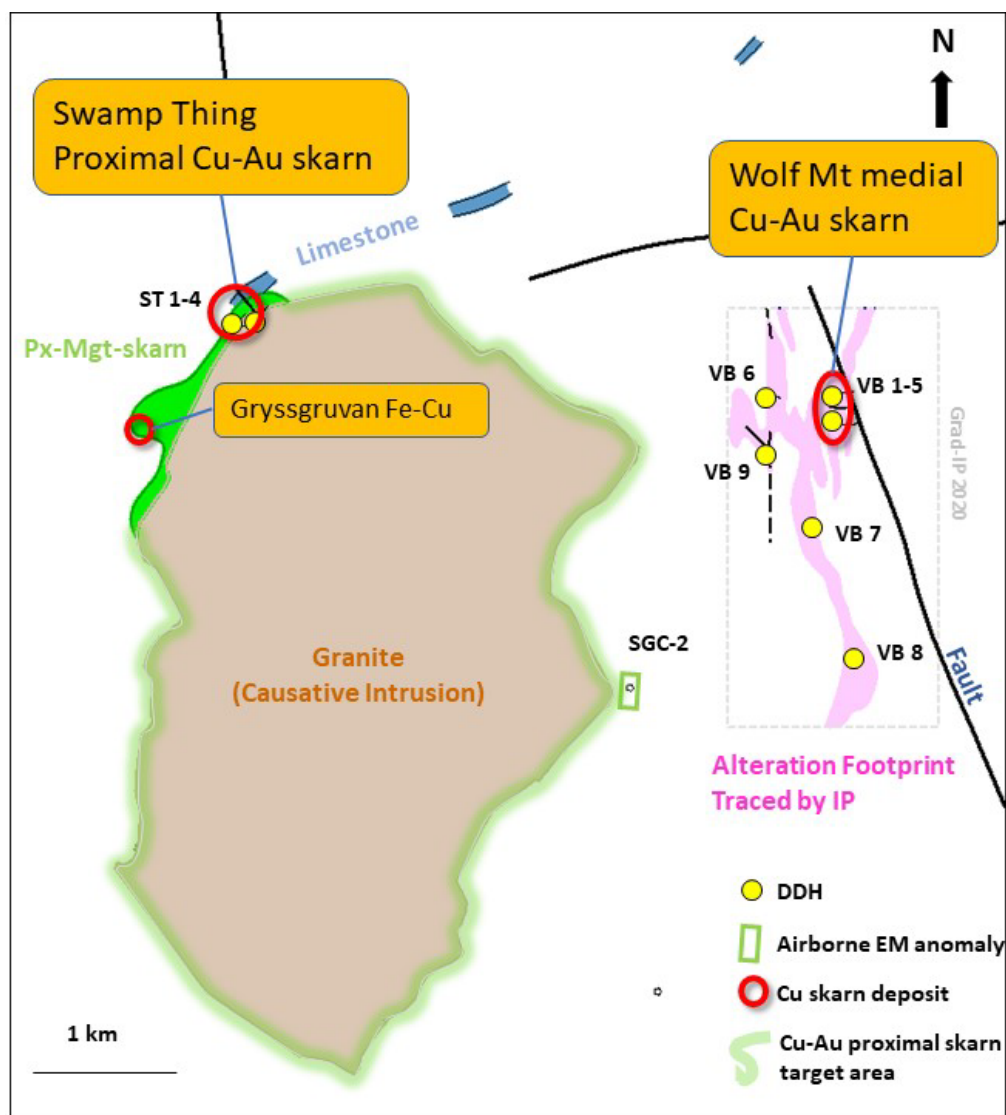 N
Swamp Thing
Proximal Cu-Au skarn
Wolf Mt medial
Cu-Au skarn
Limestone
ST 1-4
Px-Mgt-skarn
Gryssgruvan Fe-Cu
VB 6
VB 1-5
VB 9
Grad-IP 2020
VB 7
SGC-2
VB 8
Granite
(Causative Intrusion)
Fault
Alteration Footprint
Traced by IP
DDH
Airborne EM anomaly
Cu skarn deposit
Cu-Au proximal skarn
target area
1 km